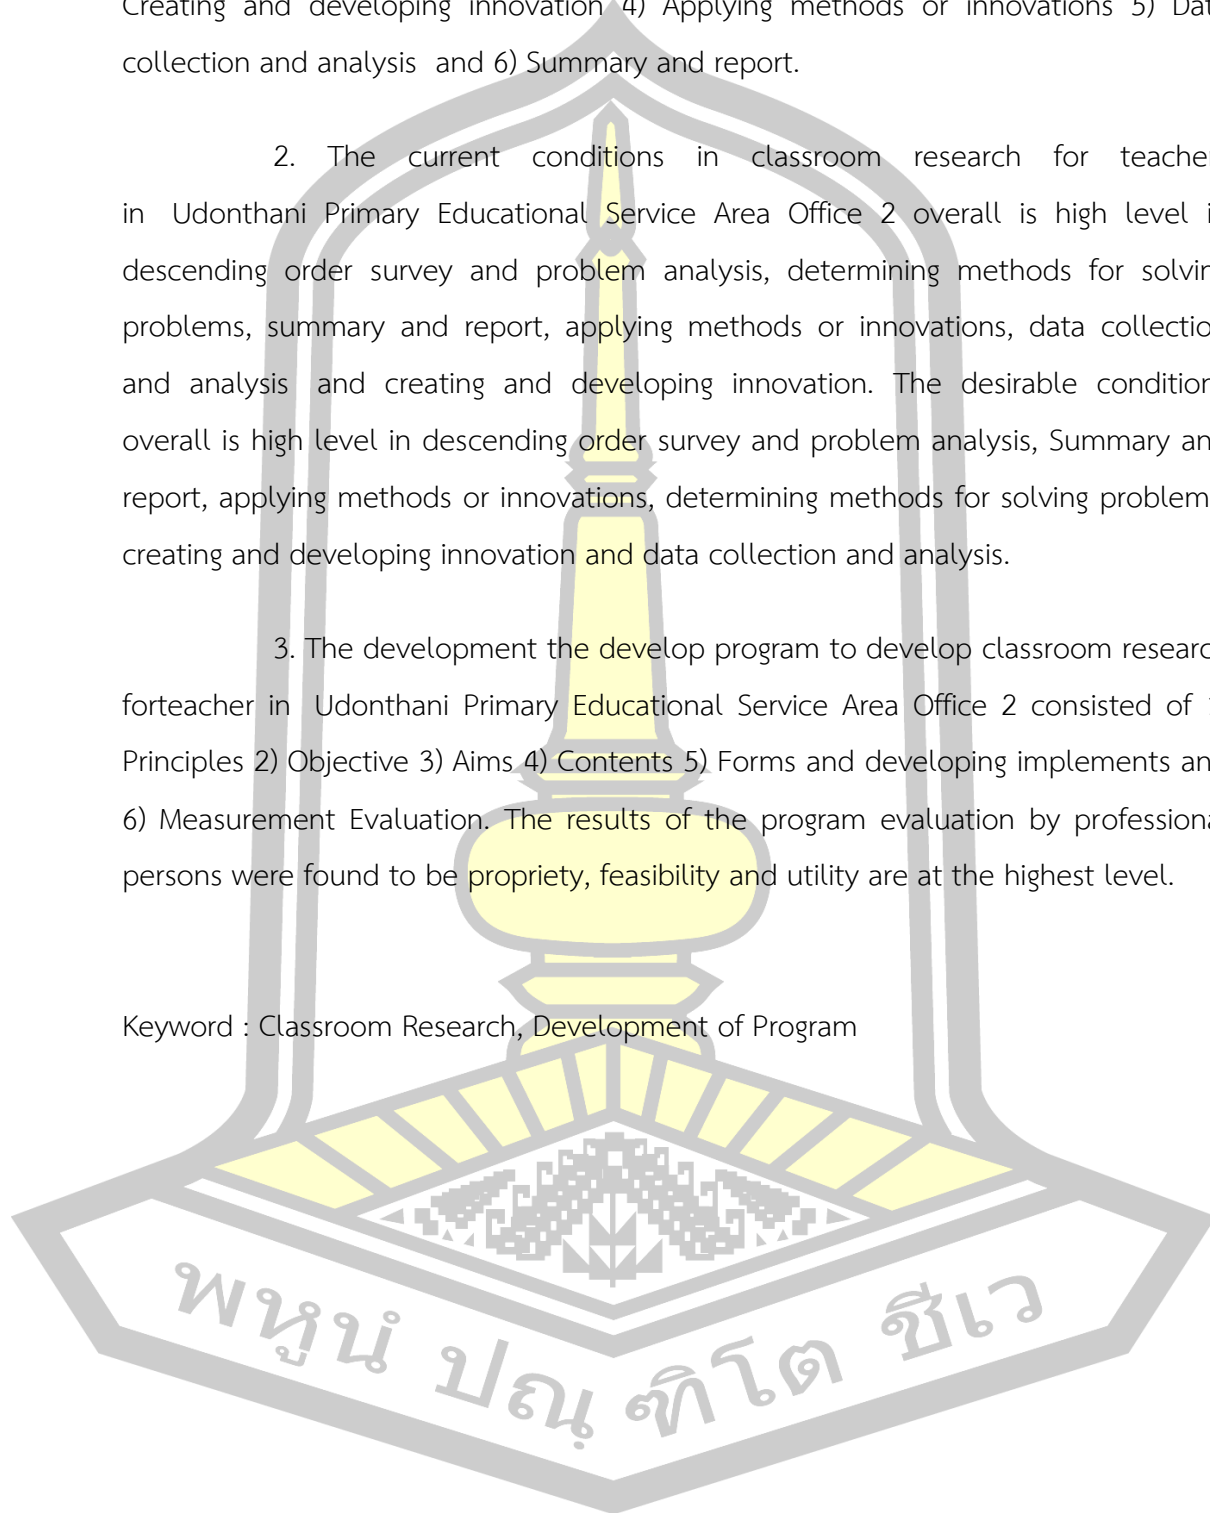 Creating and developing innovation 4) Applying methods or innovations 5) Dat
collection and analysis and 6) Summary and report.
2. The current conditions in classroom research for teacher
in Udonthani Primary Educational Service Area Office 2 overall is high level i
descending order survey and problem analysis, determining methods for solvin
problems, summary and report, applying methods or innovations, data collectio
and analysis and creating and developing innovation. The desirable condition
overall is high level in descending order survey and problem analysis, Summary an
report, applying methods or innovations, determining methods for solving problem
creating and developing innovation and data collection and analysis.
3. The development the develop program to develop classroom researc
forteacher in Udonthani Primary Educational Service Area Office 2 consisted of
Principles 2) Objective 3) Aims 4) Contents 5) Forms and developing implements an
6) Measurement Evaluation. The results of the program evaluation by professiona
persons were found to be propriety, feasibility and utility are at the highest level.
Keyword : Classroom Research, Development of Program
พหูนํ ปณฺฑิโต ชีเว